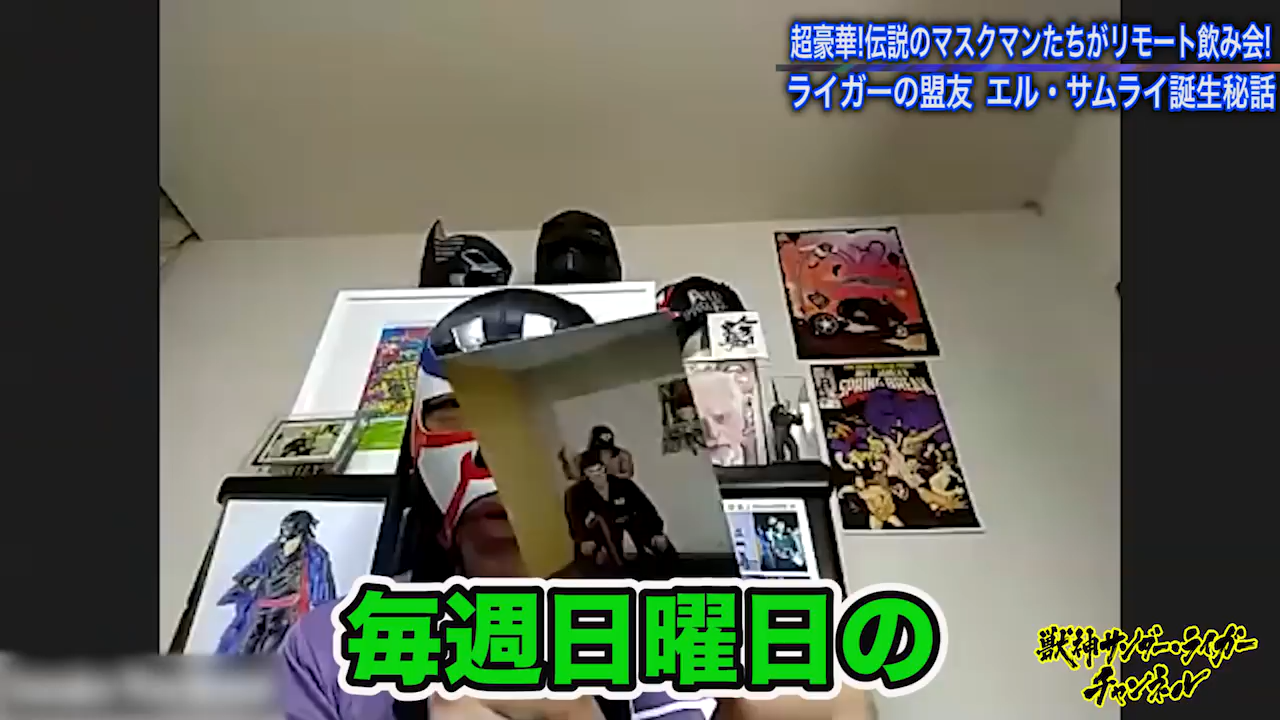 超豪華!伝説のマスクマンたちがリモート飲み会!
ライガーの盟友 エル・サムライ誕生秘話
SPRING BREAK
毎週日曜日の
獣神サンダー・ライガー
チャンネル